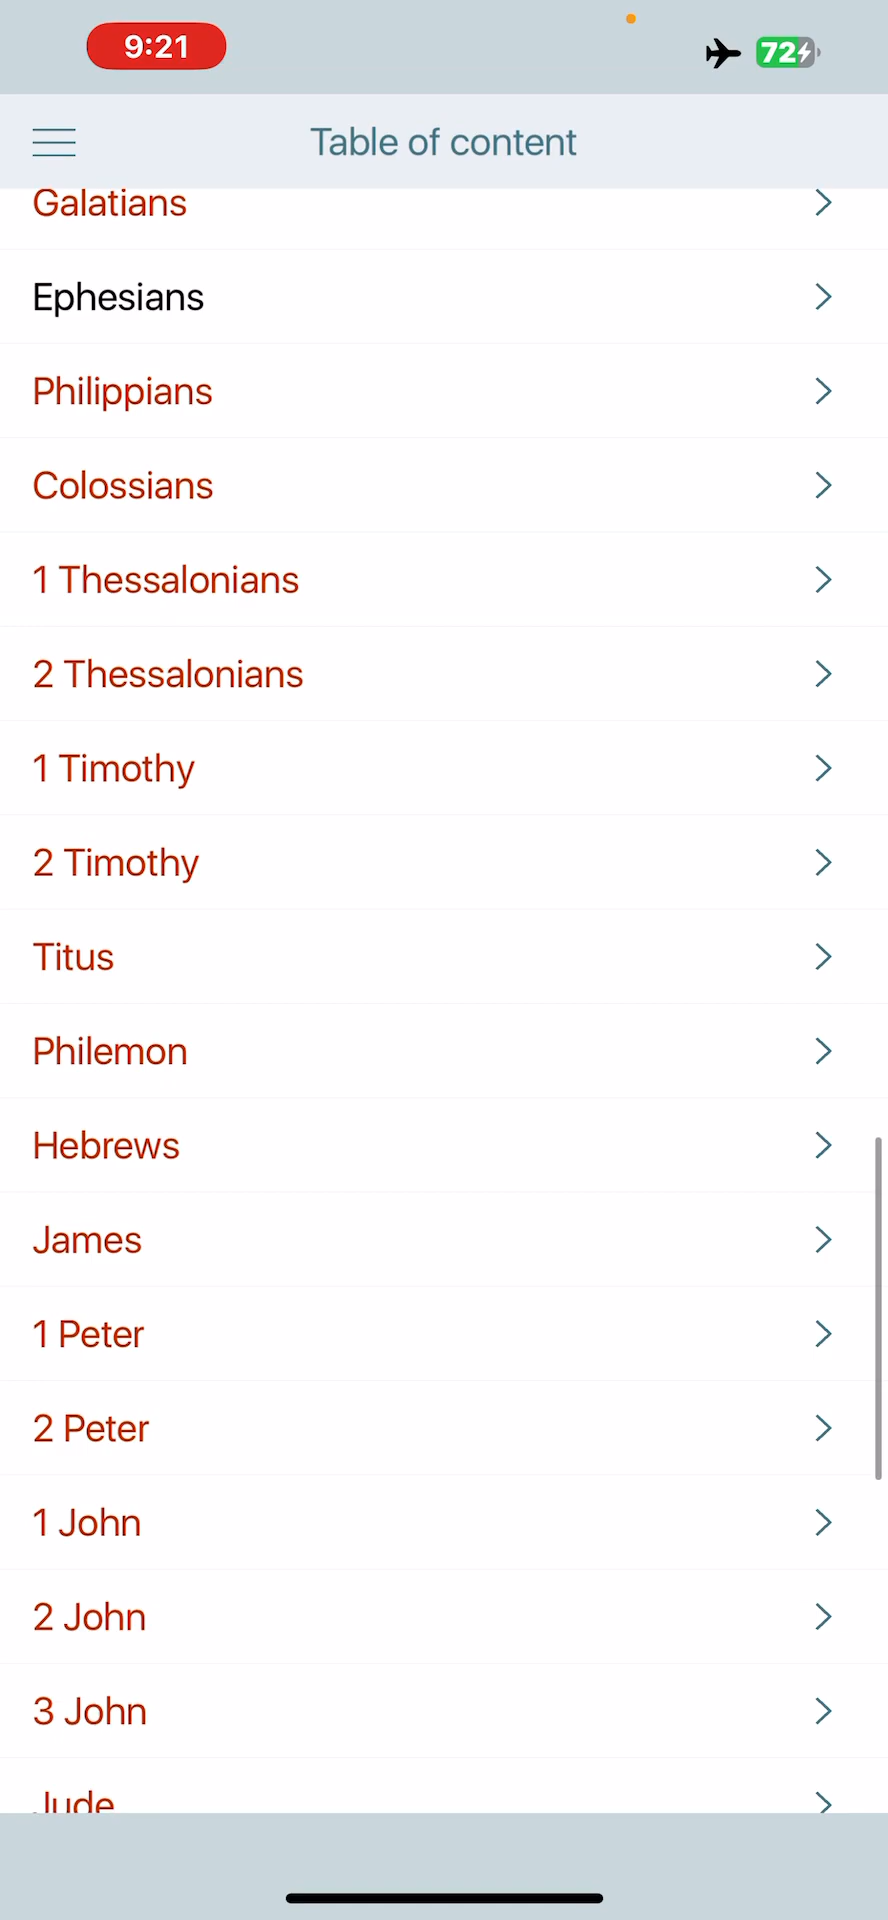 9:21
72
Table of content
Galatians
Ephesians
Philippians
Colossians
1 Thessalonians
2 Thessalonians
1 Timothy
2 Timothy
Titus
Philemon
Hebrews
James
1 Peter
2 Peter
1 John
2 John
3 John
Jude